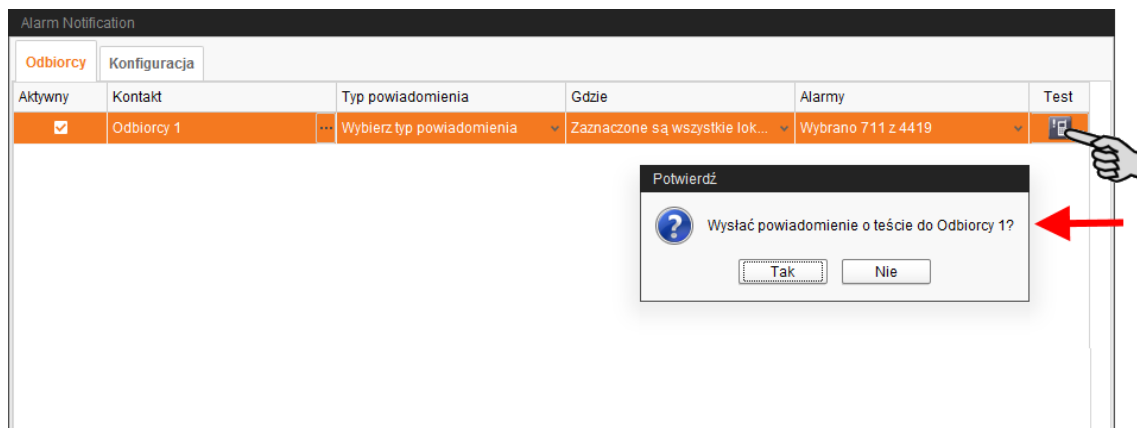 Alarm Notification
Odbiorcy Konfiguracja
Aktywny Kontakt Typ powiadomienia Gdzie Alarmy Test
Odbiorcy 1 ... Wybierz typ powiadomienia Zaznaczone są wszystkie lok... Wybrano 711 z 4419
Potwierdź
Wysłać powiadomienie o teście do Odbiorcy 1?
Tak Nie